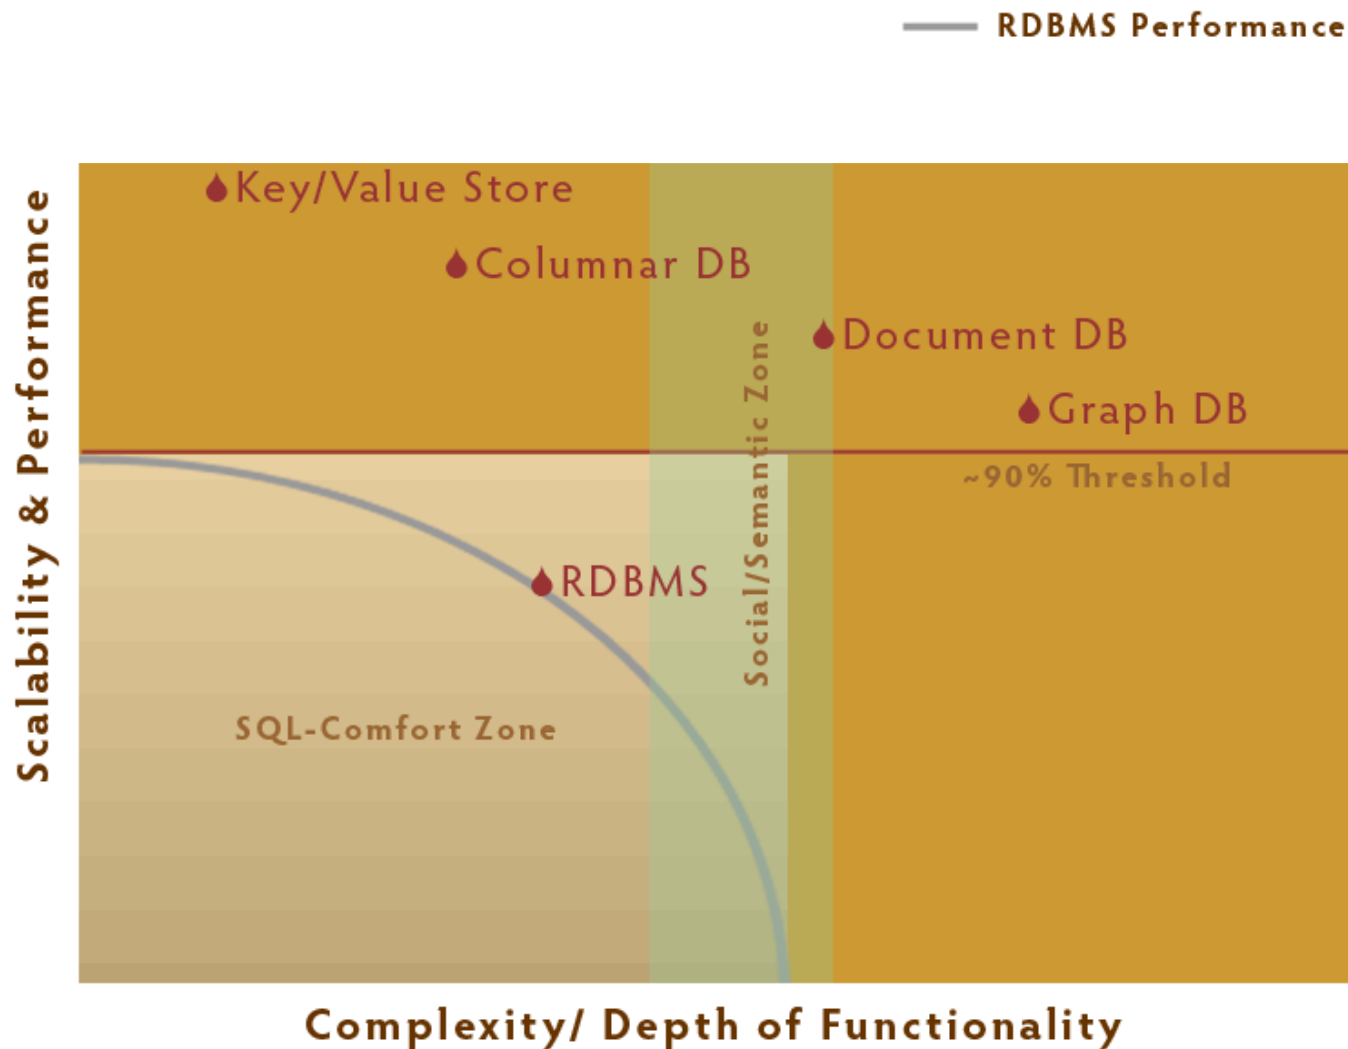 RDBMS Performance
Key/Value Store
Columnar DB
Document DB
Graph DB
~90% Threshold
RDBMS
SQL-Comfort Zone
Social/Semantic Zone
Scalability & Performance
Complexity/ Depth of Functionality